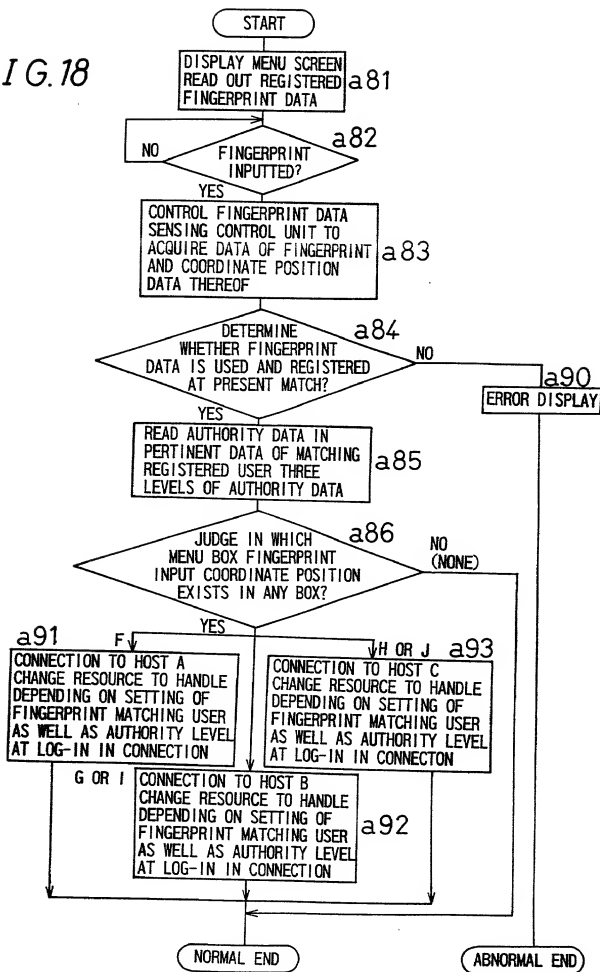 I G. 18
START
DISPLAY MENU SCREEN
READ OUT REGISTERED
FINGERPRINT DATA
a81
a82
NO
FINGERPRINT
INPUTTED?
YES
CONTROL FINGERPRINT DATA
SENSING CONTROL UNIT TO
ACQUIRE DATA OF FINGERPRINT
AND COORDINATE POSITION
DATA THEREOF
a83
a84
DETERMINE
WHETHER FINGERPRINT
DATA IS USED AND REGISTERED
AT PRESENT MATCH?
NO
a90
ERROR DISPLAY
YES
READ AUTHORITY DATA IN
PERTINENT DATA OF MATCHING
REGISTERED USER THREE
LEVELS OF AUTHORITY DATA
a85
a86
JUDGE IN WHICH
MENU BOX FINGERPRINT
INPUT COORDINATE POSITION
EXISTS IN ANY BOX?
NO
(NONE)
YES
a91
F
CONNECTION TO HOST A
CHANGE RESOURCE TO HANDLE
DEPENDING ON SETTING OF
FINGERPRINT MATCHING USER
AS WELL AS AUTHORITY LEVEL
AT LOG-IN IN CONNECTION
H OR J
a93
CONNECTION TO HOST C
CHANGE RESOURCE TO HANDLE
DEPENDING ON SETTING OF
FINGERPRINT MATCHING USER
AS WELL AS AUTHORITY LEVEL
AT LOG-IN IN CONNECTON
G OR I
CONNECTION TO HOST B
CHANGE RESOURCE TO HANDLE
DEPENDING ON SETTING OF
FINGERPRINT MATCHING USER
AS WELL AS AUTHORITY LEVEL
AT LOG-IN IN CONNECTION
a92
NORMAL END
ABNORMAL END